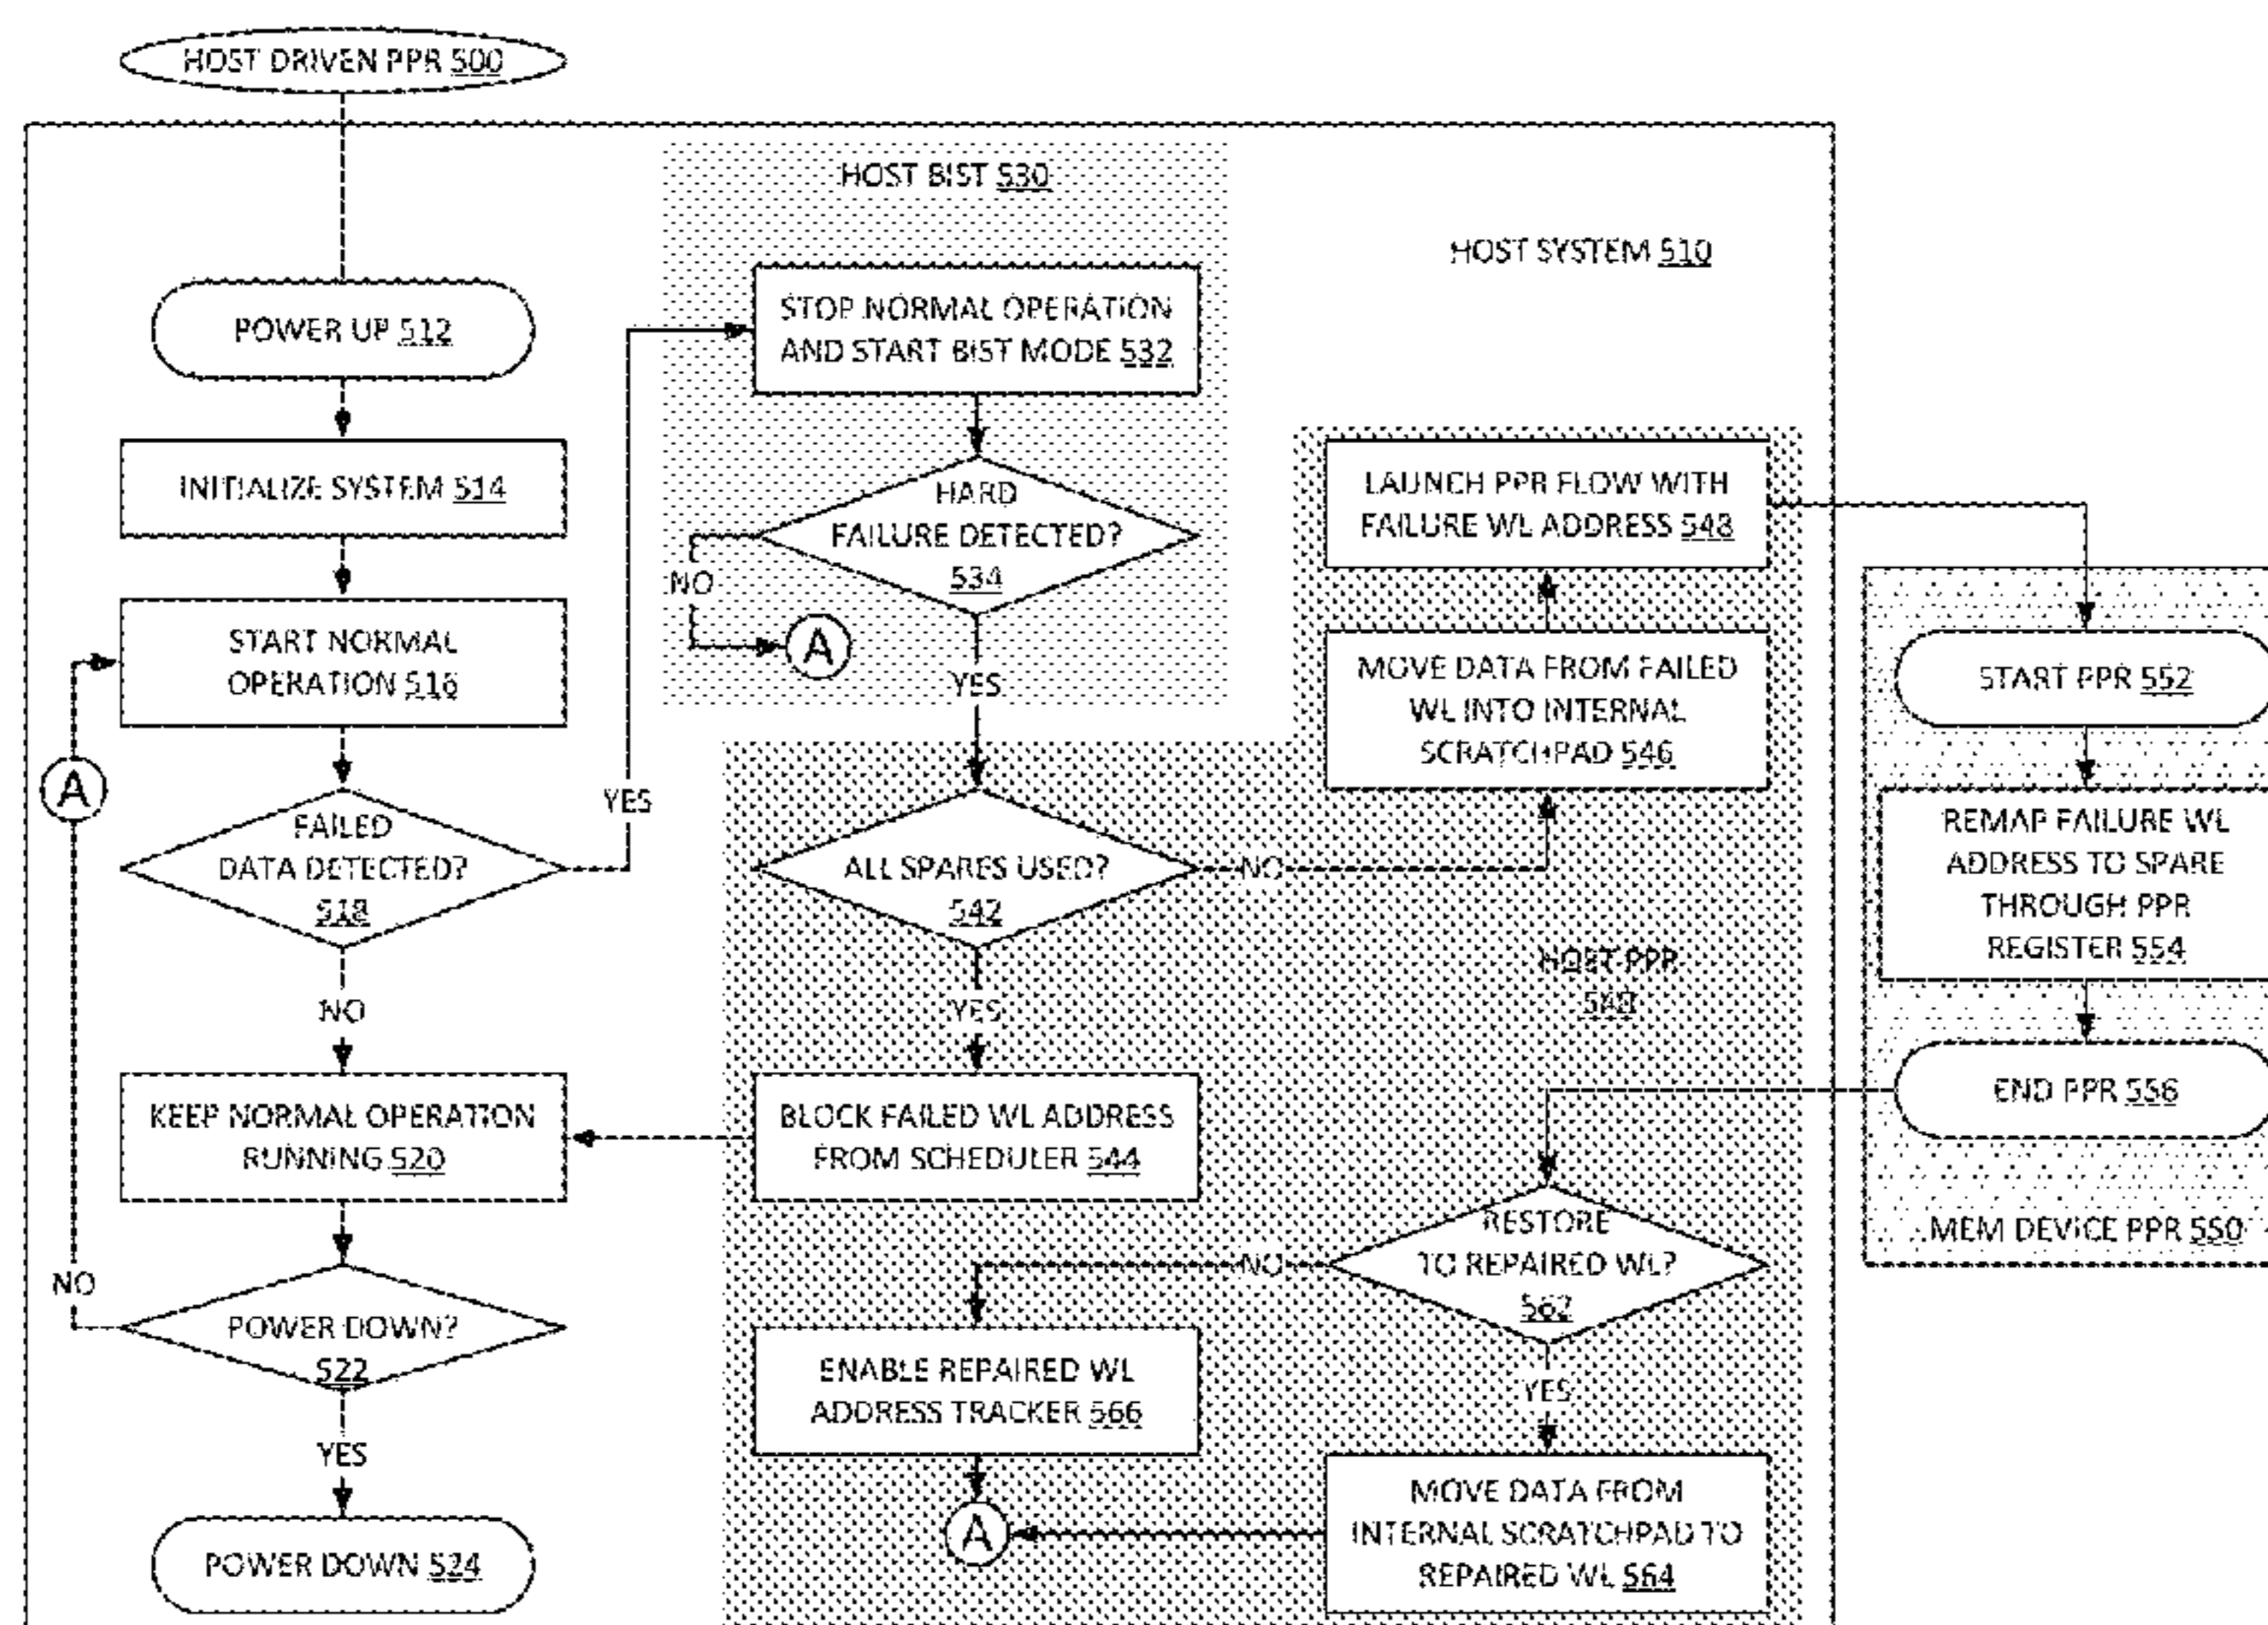 HOST DRIVEN PPR 500
HOST BIST 530
HOST SYSTEM 510
POWER UP 512
INITIALIZE SYSTEM 514
START NORMAL
OPERATION 516
A
FAILED
DATA DETECTED?
518
YES
NO
KEEP NORMAL OPERATION
RUNNING 520
NO
POWER DOWN?
522
YES
POWER DOWN 524
STOP NORMAL OPERATION
AND START BIST MODE 532
HARD
FAILURE DETECTED?
534
NO
A
YES
ALL SPARES USED?
542
NO
YES
BLOCK FAILED WL ADDRESS
FROM SCHEDULER 544
LAUNCH PPR FLOW WITH
FAILURE WL ADDRESS 548
MOVE DATA FROM FAILED
WL INTO INTERNAL
SCRATCHPAD 546
HOST PPR
540
START PPR 552
REMAP FAILURE WL
ADDRESS TO SPARE
THROUGH PPR
REGISTER 554
END PPR 556
MEM DEVICE PPR 550
RESTORE
TO REPAIRED WL?
562
NO
YES
ENABLE REPAIRED WL
ADDRESS TRACKER 566
A
MOVE DATA FROM
INTERNAL SCRATCHPAD TO
REPAIRED WL 564